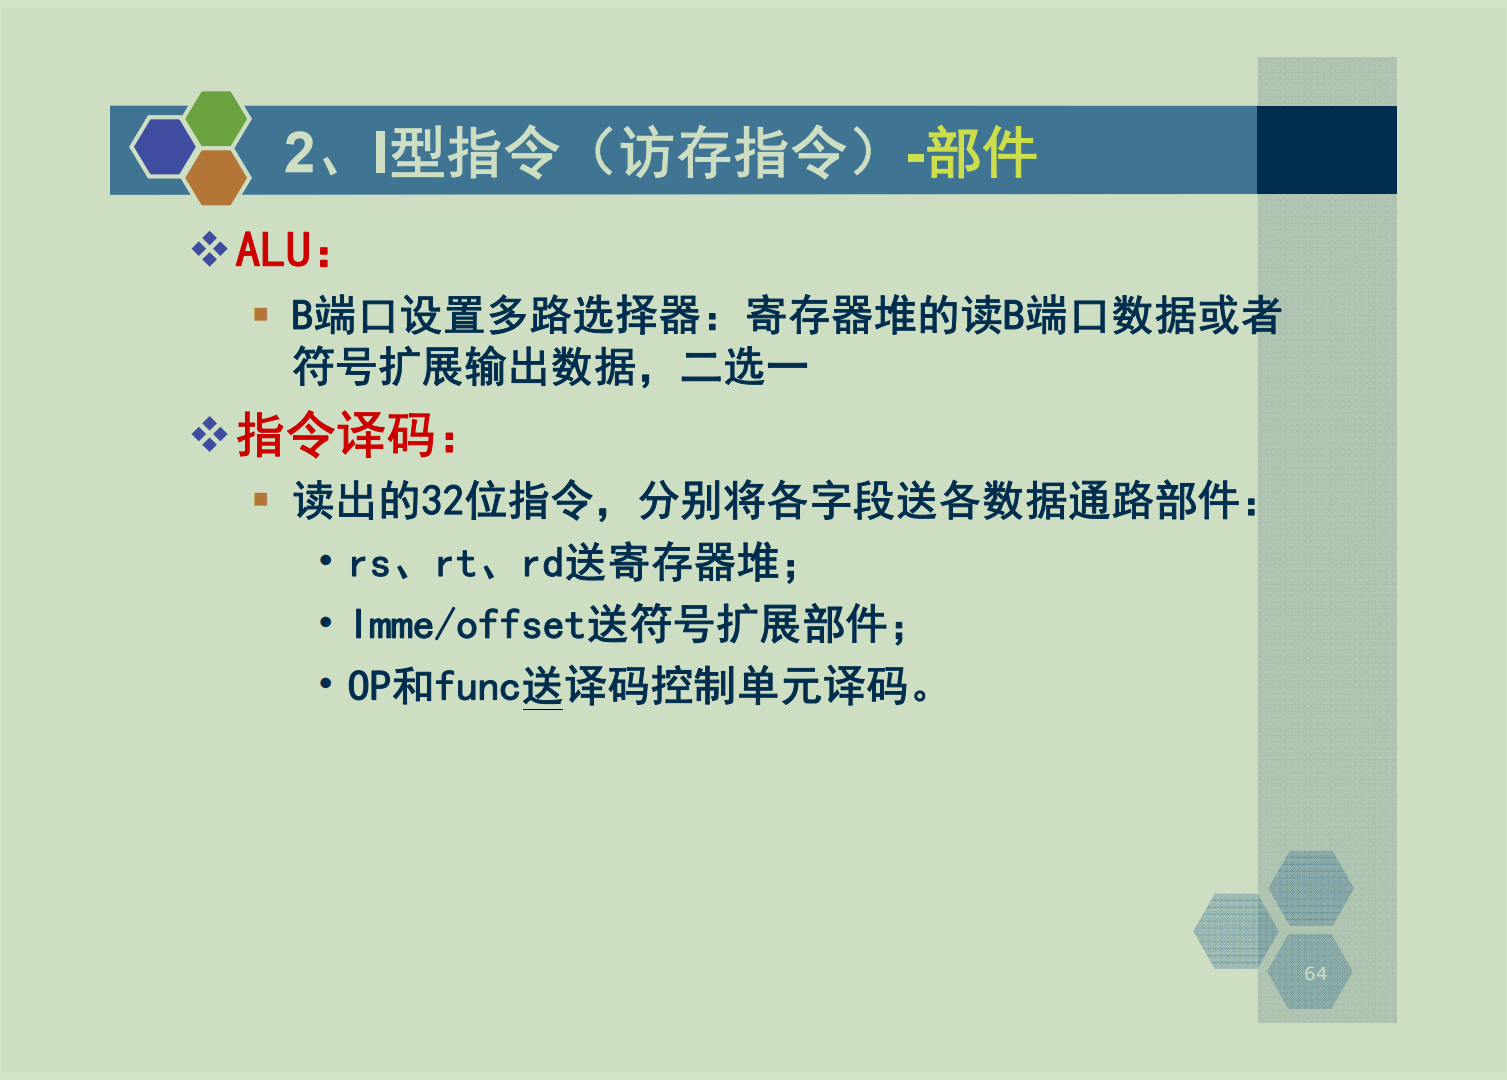 2、I型指令（访存指令）-部件
ALU：
B端口设置多路选择器：寄存器堆的读B端口数据或者
符号扩展输出数据，二选一
指令译码：
读出的32位指令，分别将各字段送各数据通路部件：
rs、rt、rd送寄存器堆；
Imme/offset送符号扩展部件；
OP和func送译码控制单元译码。
64